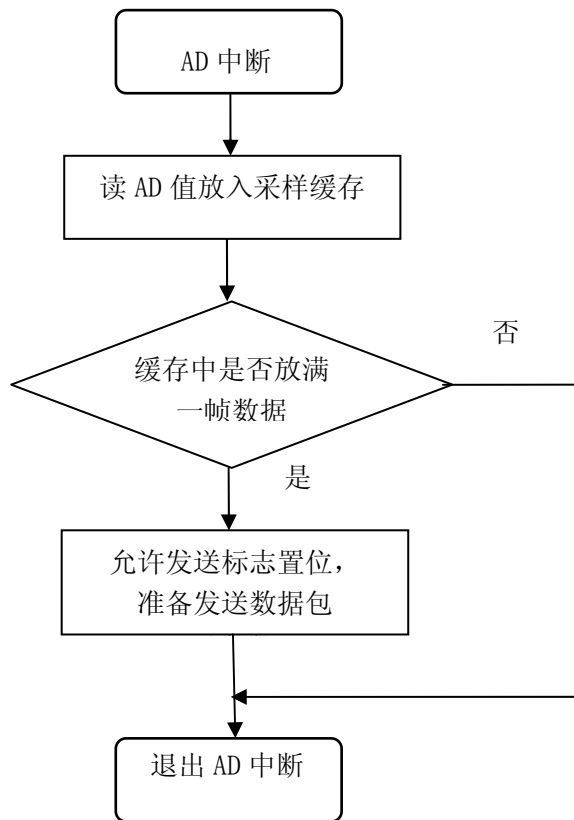 AD 中断
读 AD 值放入采样缓存
否
缓存中是否放满
一帧数据
是
允许发送标志置位，
准备发送数据包
退出 AD 中断